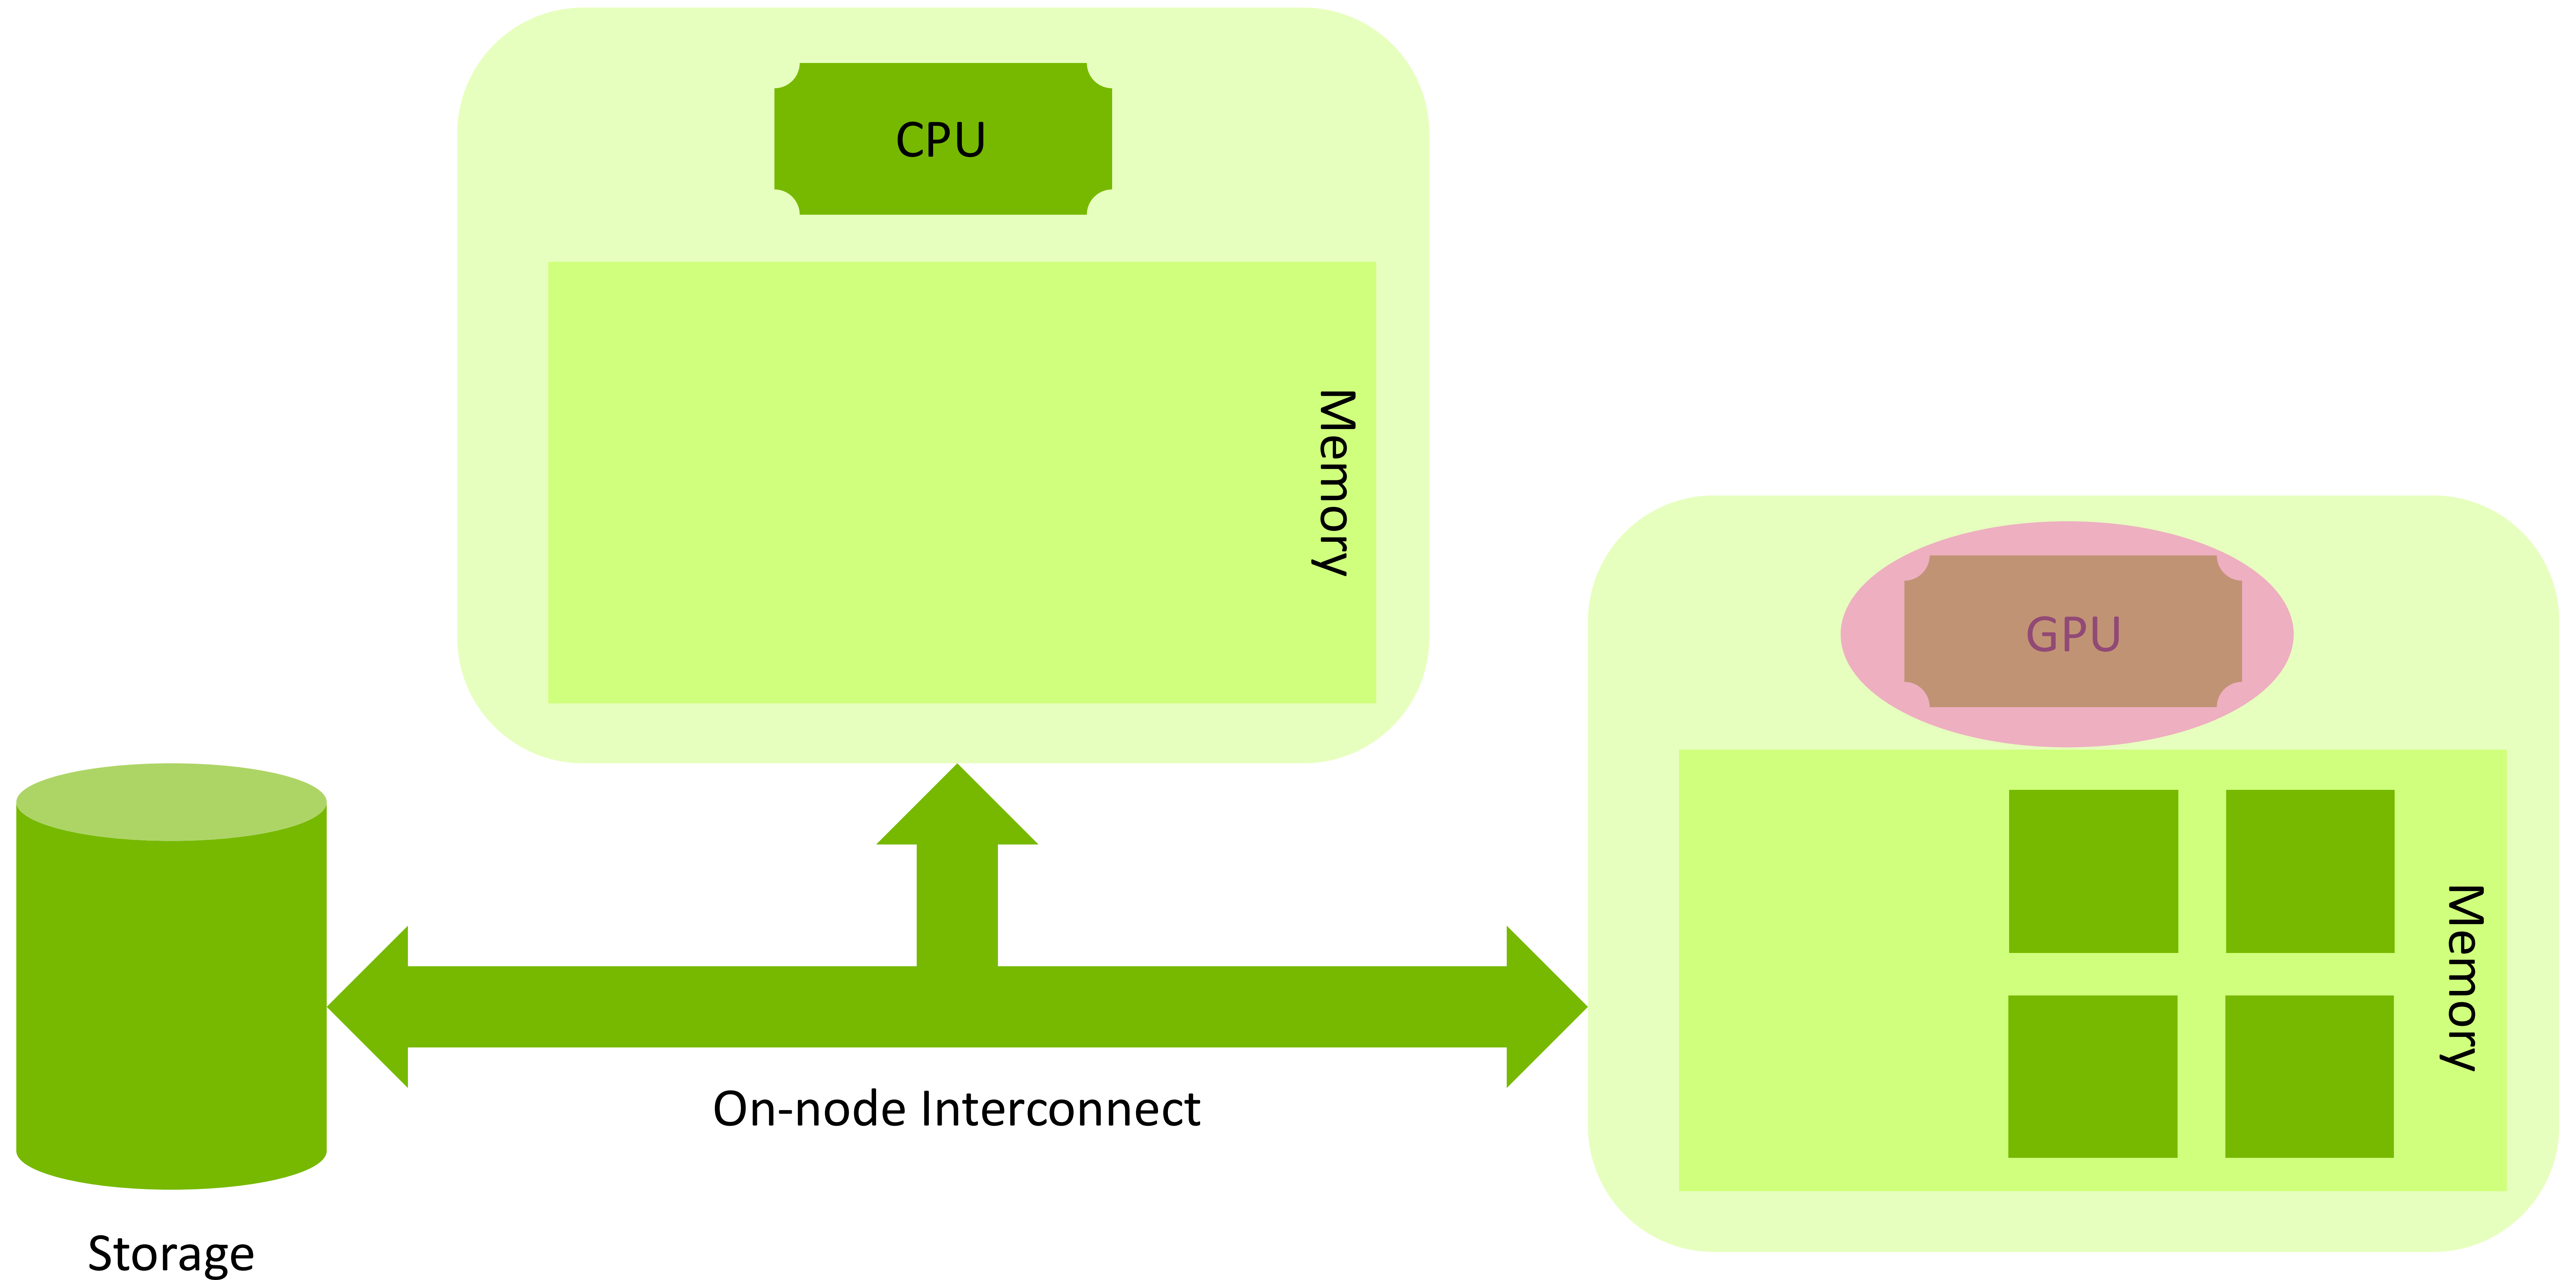 CPU
Memory
GPU
Memory
On-node Interconnect
Storage